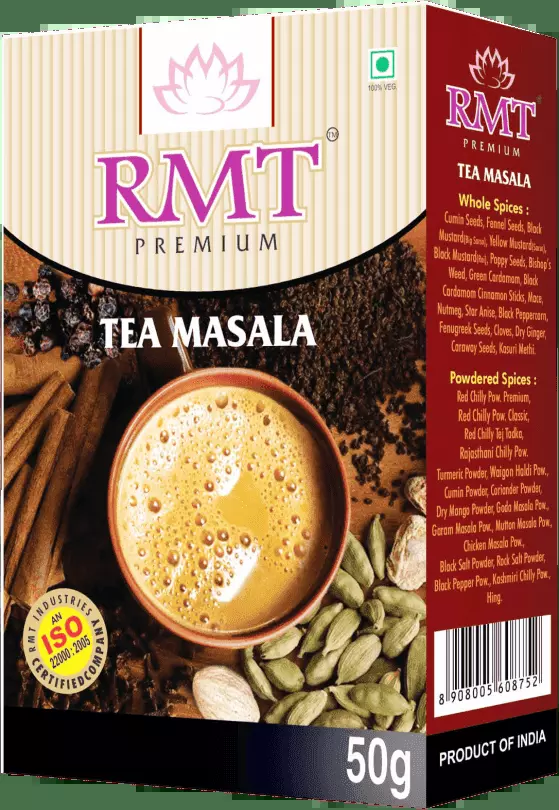 100% VEG.
RMT
TM
PREMIUM
TEA MASALA
RMT INDUSTRIES
AN
ISO
22000:2005
CERTIFIED COMPANY
50g
RMT
PREMIUM
TEA MASALA
Whole Spices :
Cumin Seeds, Fennel Seeds, Black
Mustard(Big Sarso), Yellow Mustard(Sarso),
Black Mustard(Rai), Poppy Seeds, Bishop's
Weed, Green Cardamom, Black
Cardamom Cinnamon Sticks, Mace,
Nutmeg, Star Anise, Black Peppercorn,
Fenugreek Seeds, Cloves, Dry Ginger,
Caraway Seeds, Kasuri Methi.
Powdered Spices :
Red Chilly Pow. Premium,
Red Chilly Pow. Classic,
Red Chilly Tej Tadka,
Rajasthani Chilly Pow.
Turmeric Powder, Waigon Haldi Pow.,
Cumin Powder, Coriander Powder,
Dry Mango Powder, Goda Masala Pow.,
Garam Masala Pow., Mutton Masala Pow.,
Chicken Masala Pow.,
Black Salt Powder, Rock Salt Powder,
Black Pepper Pow., Kashmiri Chilly Pow.,
Hing.
8 908005 608752
PRODUCT OF INDIA